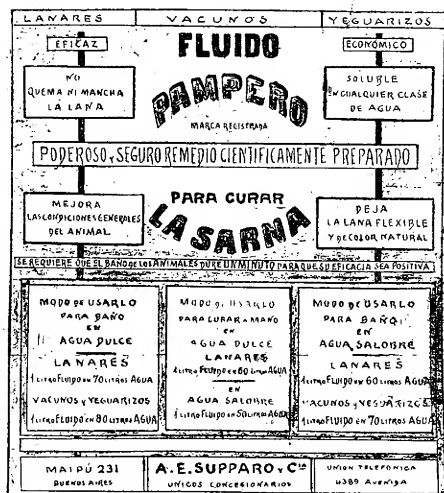 LANARES
VACUNOS
YEGUARIZOS
EFICAZ
FLUIDO
ECONÓMICO
NO
QUEMA NI MANCHA
LA LANA
PAMPERO
SOLUBLE
EN CUALQUIER CLASE
DE AGUA
MARCA REGISTRADA
PODEROSO Y SEGURO REMEDIO CIENTIFICAMENTE PREPARADO
MEJORA
LAS CONDICIONES GENERALES
DEL ANIMAL
PARA CURAR
LA SARNA
DEJA
LA LANA FLEXIBLE
Y DE COLOR NATURAL
SE REQUIERE QUE EL BAÑO DE LOS ANIMALES DURE UN MINUTO PARA QUE SU EFICACIA SEA POSITIVA
MODO DE USARLO
PARA BAÑO
EN
AGUA DULCE
LANARES
1 LITRO FLUIDO EN 70 LITROS AGUA
VACUNOS Y YEGUARIZOS
1 LITRO FLUIDO EN 80 LITROS AGUA
MODO DE USARLO
PARA CURAR A MANO
EN
AGUA DULCE
LANARES
1 LITRO FLUIDO EN 60 LITROS AGUA
EN
AGUA SALOBRE
1 LITRO FLUIDO EN 50 LITROS AGUA
MODO DE USARLO
PARA BAÑO
EN
AGUA SALOBRE
LANARES
1 LITRO FLUIDO EN 60 LITROS AGUA
VACUNOS Y YEGUARIZOS
1 LITRO FLUIDO EN 70 LITROS AGUA
MAIPÚ 231
BUENOS AIRES
A. E. SUPPARO y Cía
UNICOS CONCESIONARIOS
UNION TELEFONICA
4389 AVENIDA